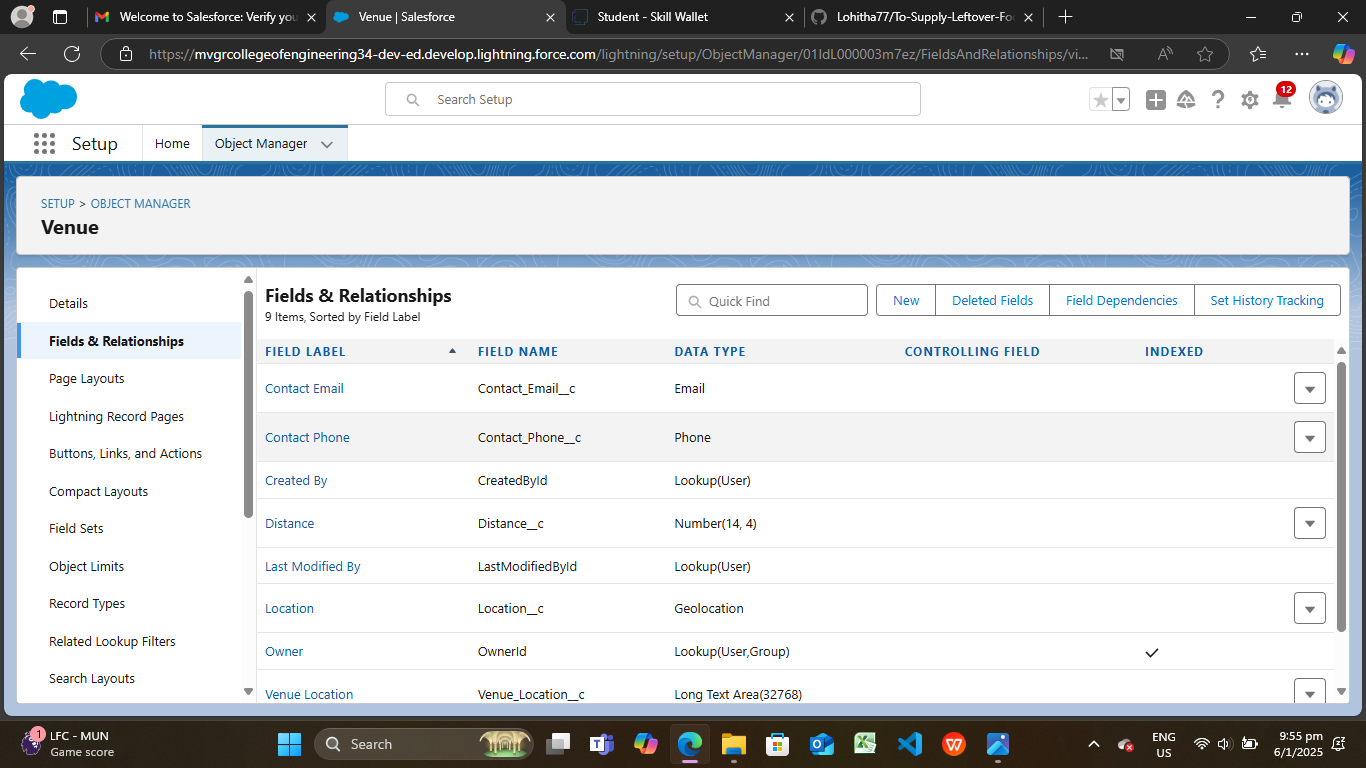 Welcome to Salesforce: Verify you
Venue | Salesforce
Student - Skill Wallet
Lohitha77/To-Supply-Leftover-Foo
https://mvgrcollegeofengineering34-dev-ed.develop.lightning.force.com/lightning/setup/ObjectManager/01IdL000003m7ez/FieldsAndRelationships/vi...
Search Setup
12
Setup
Home
Object Manager
SETUP > OBJECT MANAGER
Venue
Details
Fields & Relationships
Page Layouts
Lightning Record Pages
Buttons, Links, and Actions
Compact Layouts
Field Sets
Object Limits
Record Types
Related Lookup Filters
Search Layouts
Fields & Relationships
9 Items, Sorted by Field Label
Quick Find
New
Deleted Fields
Field Dependencies
Set History Tracking
FIELD LABEL FIELD NAME DATA TYPE CONTROLLING FIELD INDEXED
Contact Email Contact_Email__c Email
Contact Phone Contact_Phone__c Phone
Created By CreatedById Lookup(User)
Distance Distance__c Number(14, 4)
Last Modified By LastModifiedById Lookup(User)
Location Location__c Geolocation
Owner OwnerId Lookup(User,Group)
Venue Location Venue_Location__c Long Text Area(32768)
1
LFC - MUN
Game score
Search
ENG
US
9:55 pm
6/1/2025